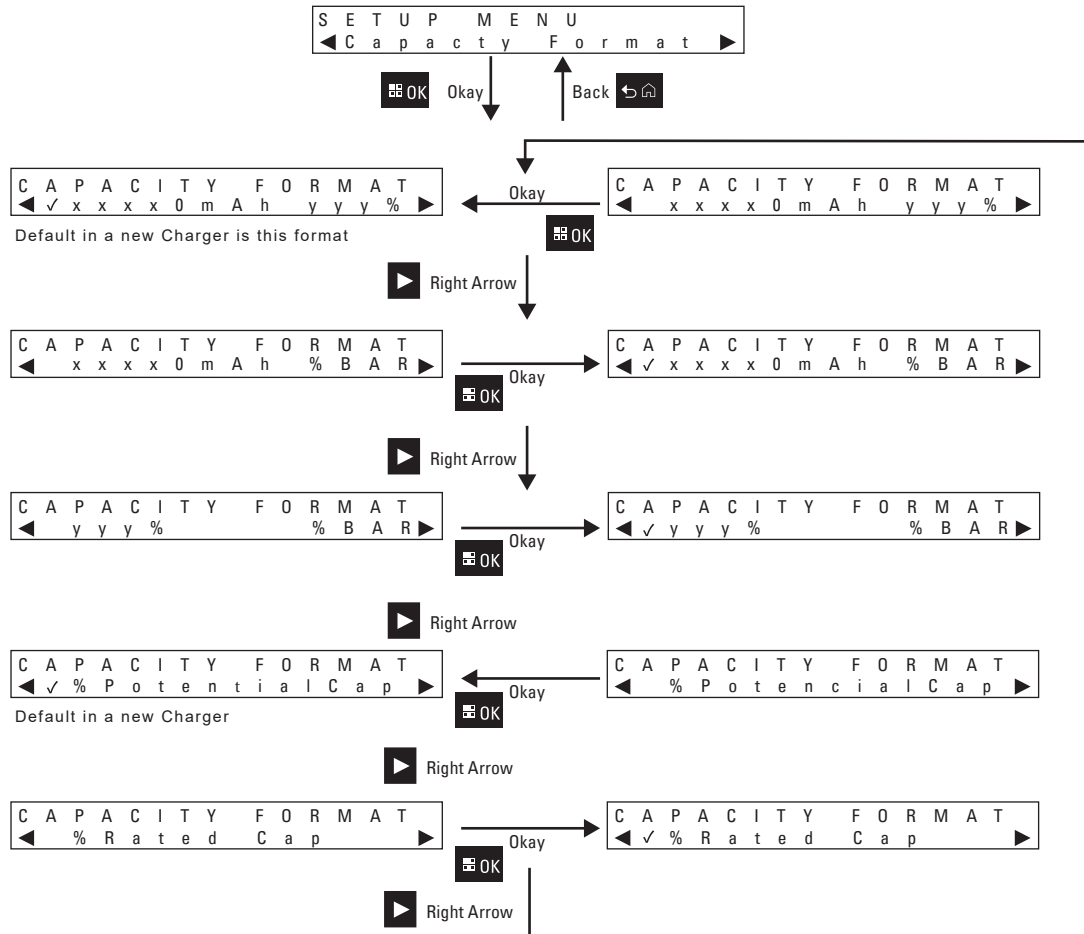 SETUP MENU
◀Capacty Format ▶
OK Okay Back
CAPACITY FORMAT
◀ ✓xxxx0mAh yyy% ▶
Default in a new Charger is this format
Okay
OK
CAPACITY FORMAT
◀ xxxx0mAh yyy% ▶
Right Arrow
CAPACITY FORMAT
◀ xxxx0mAh %BAR▶
Okay
OK
CAPACITY FORMAT
◀ ✓xxxx0mAh %BAR▶
Right Arrow
CAPACITY FORMAT
◀ yyy% %BAR▶
Okay
OK
CAPACITY FORMAT
◀ ✓yyy% %BAR▶
Right Arrow
CAPACITY FORMAT
◀ ✓%PotentialCap ▶
Default in a new Charger
Okay
OK
CAPACITY FORMAT
◀ %PotencialCap ▶
Right Arrow
CAPACITY FORMAT
◀ %Rated Cap ▶
Okay
OK
CAPACITY FORMAT
◀ ✓%Rated Cap ▶
Right Arrow